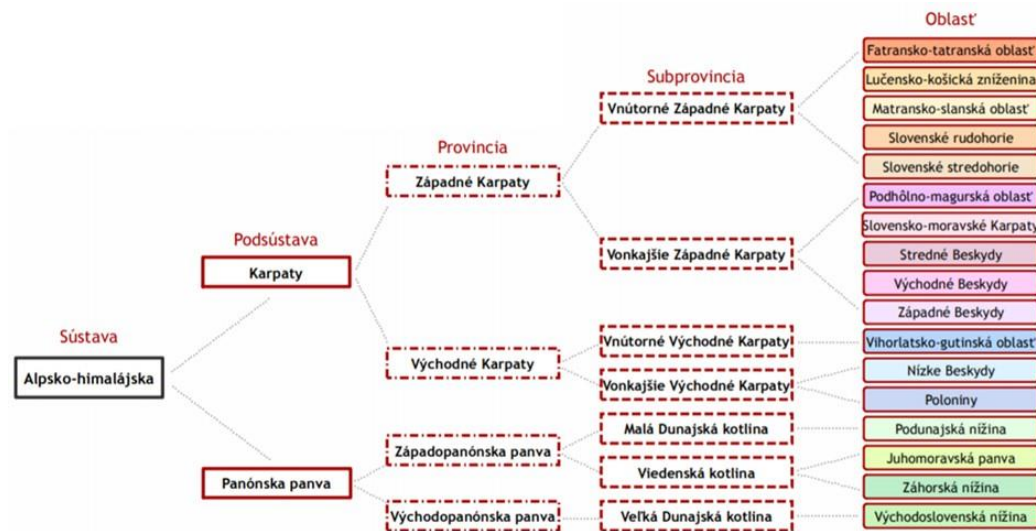 Oblasť
Fatransko-tatranská oblasť
Subprovincia
Lučensko-košická zníženina
Vnútorné Západné Karpaty
Matransko-slanská oblasť
Slovenské rudohorie
Provincia
Slovenské stredohorie
Západné Karpaty
Podhôlno-magurská oblasť
Slovensko-moravské Karpaty
Podsústava
Vonkajšie Západné Karpaty
Stredné Beskydy
Karpaty
Východné Beskydy
Západné Beskydy
Sústava
Vnútorné Východné Karpaty
Vihorlatsko-gutinská oblasť
Východné Karpaty
Nízke Beskydy
Alpsko-himalájska
Vonkajšie Východné Karpaty
Poloniny
Malá Dunajská kotlina
Podunajská nížina
Západopanónska panva
Juhomoravská panva
Viedenská kotlina
Panónska panva
Záhorská nížina
Východopanónska panva
Veľká Dunajská kotlina
Východoslovenská nížina